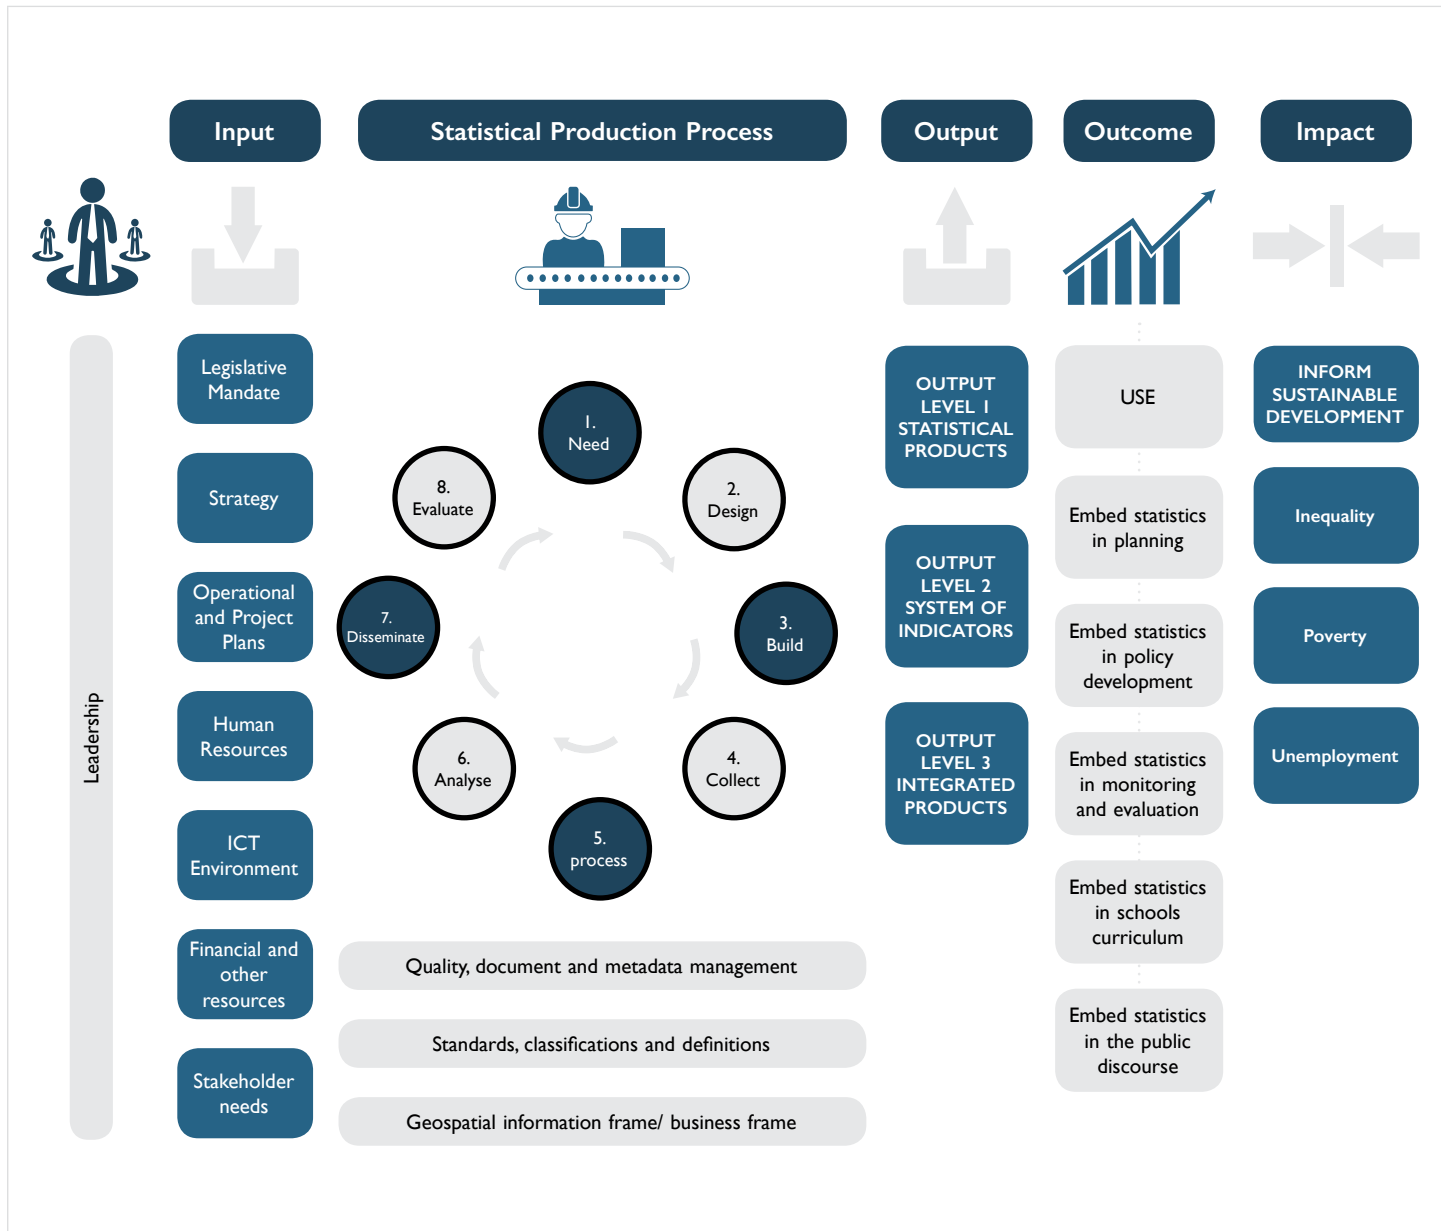 Input
Statistical Production Process
Output
Outcome
Impact
Leadership
Legislative
Mandate
Strategy
Operational
and Project
Plans
Human
Resources
ICT
Environment
Financial and
other
resources
Stakeholder
needs
1.
Need
2.
Design
3.
Build
4.
Collect
5.
process
6.
Analyse
7.
Disseminate
8.
Evaluate
Quality, document and metadata management
Standards, classifications and definitions
Geospatial information frame/ business frame
OUTPUT
LEVEL 1
STATISTICAL
PRODUCTS
OUTPUT
LEVEL 2
SYSTEM OF
INDICATORS
OUTPUT
LEVEL 3
INTEGRATED
PRODUCTS
USE
Embed statistics
in planning
Embed statistics
in policy
development
Embed statistics
in monitoring
and evaluation
Embed statistics
in schools
curriculum
Embed statistics
in the public
discourse
INFORM
SUSTAINABLE
DEVELOPMENT
Inequality
Poverty
Unemployment